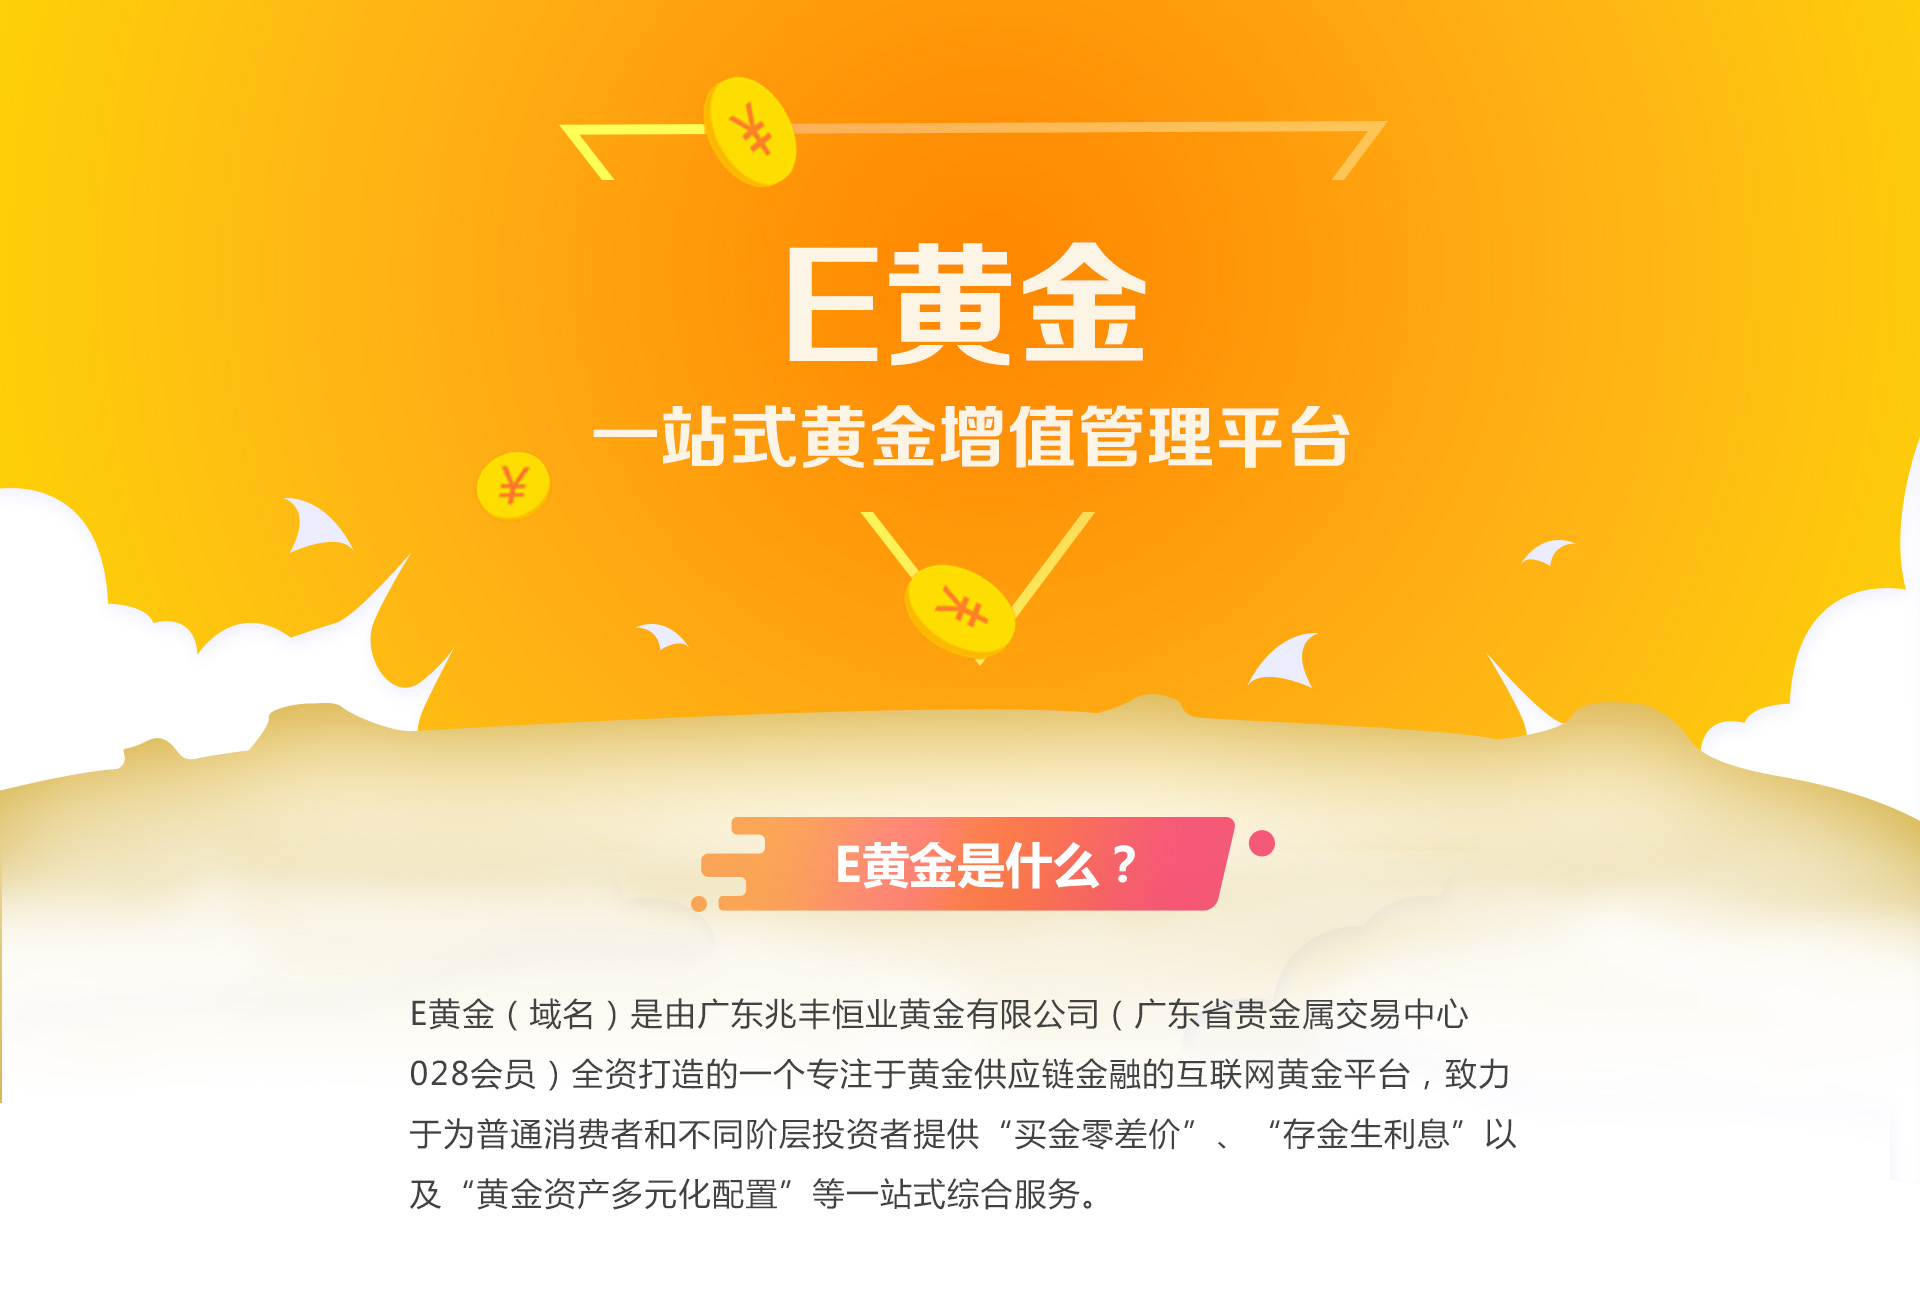 ¥
E黄金
一站式黄金增值管理平台
¥
¥
E黄金是什么？
E黄金（域名）是由广东兆丰恒业黄金有限公司（广东省贵金属交易中心
028会员）全资打造的一个专注于黄金供应链金融的互联网黄金平台，致力
于为普通消费者和不同阶层投资者提供“买金零差价”、“存金生利息”以
及“黄金资产多元化配置”等一站式综合服务。